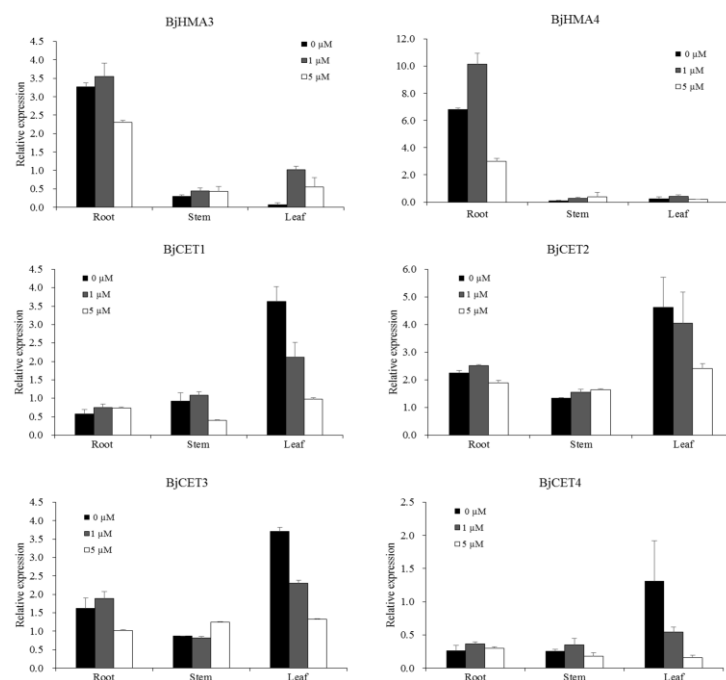 BjHMA3
Relative expression
4.5
4.0
3.5
3.0
2.5
2.0
1.5
1.0
0.5
0.0
0 µM
1 µM
5 µM
Root Stem Leaf
BjHMA4
Relative expression
12.0
10.0
8.0
6.0
4.0
2.0
0.0
0 µM
1 µM
5 µM
Root Stem Leaf
BjCET1
Relative expression
4.5
4.0
3.5
3.0
2.5
2.0
1.5
1.0
0.5
0.0
0 µM
1 µM
5 µM
Root Stem Leaf
BjCET2
Relative expression
6.0
5.0
4.0
3.0
2.0
1.0
0.0
0 µM
1 µM
5 µM
Root Stem Leaf
BjCET3
Relative expression
4.5
4.0
3.5
3.0
2.5
2.0
1.5
1.0
0.5
0.0
0 µM
1 µM
5 µM
Root Stem Leaf
BjCET4
Relative expression
2.5
2.0
1.5
1.0
0.5
0.0
0 µM
1 µM
5 µM
Root Stem Leaf